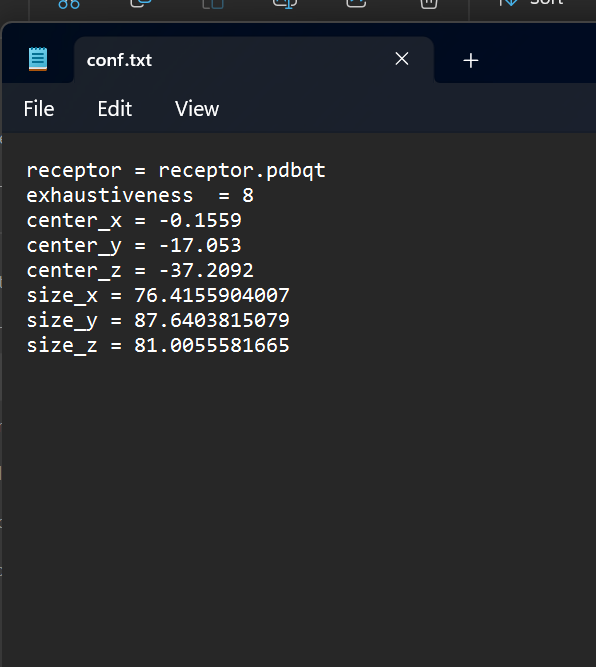 Sort
conf.txt
File Edit View
receptor = receptor.pdbqt
exhaustiveness  = 8
center_x = -0.1559
center_y = -17.053
center_z = -37.2092
size_x = 76.4155904007
size_y = 87.6403815079
size_z = 81.0055581665